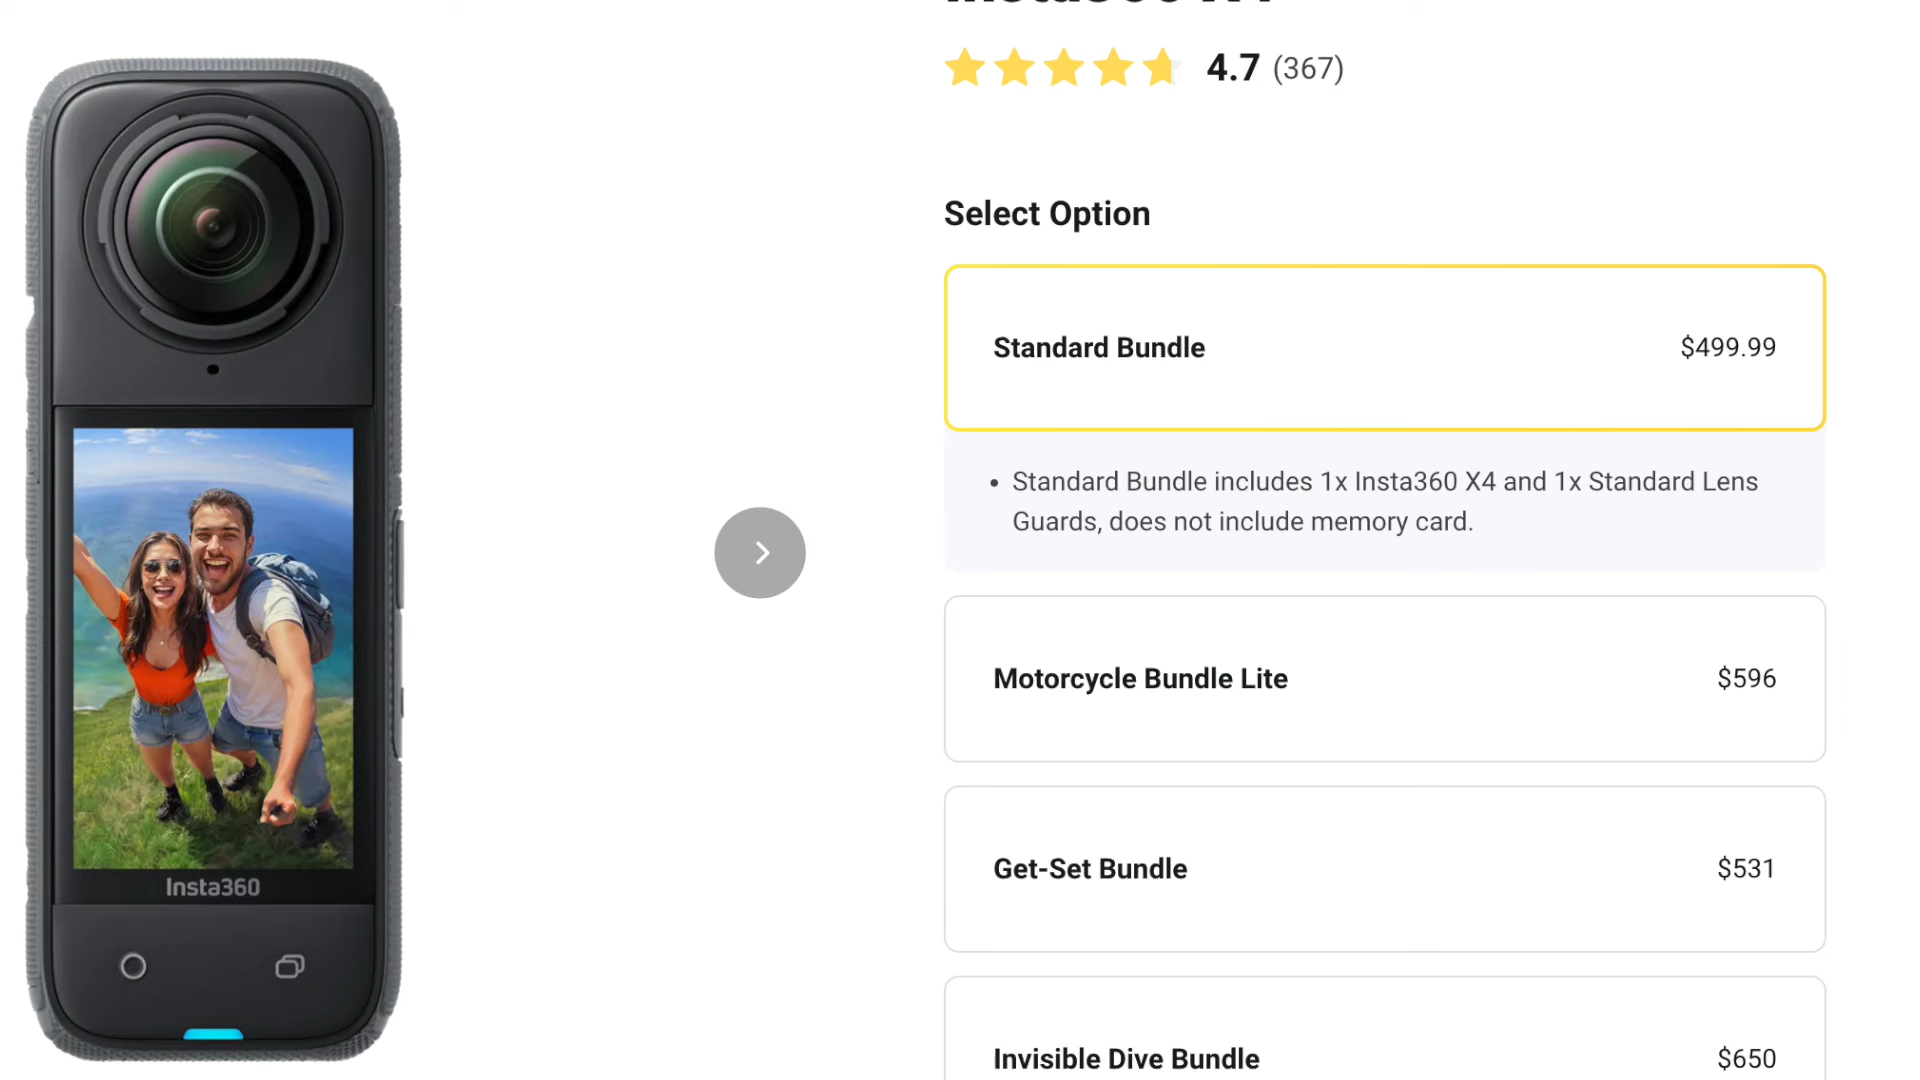 Insta360 X4
4.7 (367)
Select Option
Standard Bundle $499.99
Standard Bundle includes 1x Insta360 X4 and 1x Standard Lens
Guards, does not include memory card.
Motorcycle Bundle Lite $596
Get-Set Bundle $531
Invisible Dive Bundle $650
Insta360